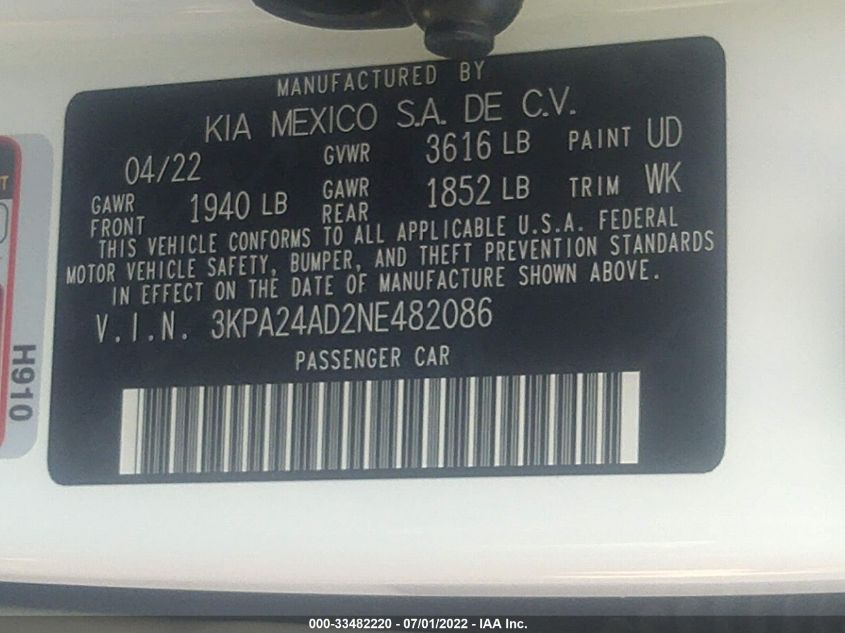 MANUFACTURED BY
KIA MEXICO S.A. DE C.V.
04/22 GVWR 3616 LB PAINT UD
GAWR FRONT 1940 LB GAWR REAR 1852 LB TRIM WK
THIS VEHICLE CONFORMS TO ALL APPLICABLE U.S.A. FEDERAL
MOTOR VEHICLE SAFETY, BUMPER, AND THEFT PREVENTION STANDARDS
IN EFFECT ON THE DATE OF MANUFACTURE SHOWN ABOVE.
V.I.N. 3KPA24AD2NE482086
PASSENGER CAR
H910
000-33482220 - 07/01/2022 - IAA Inc.